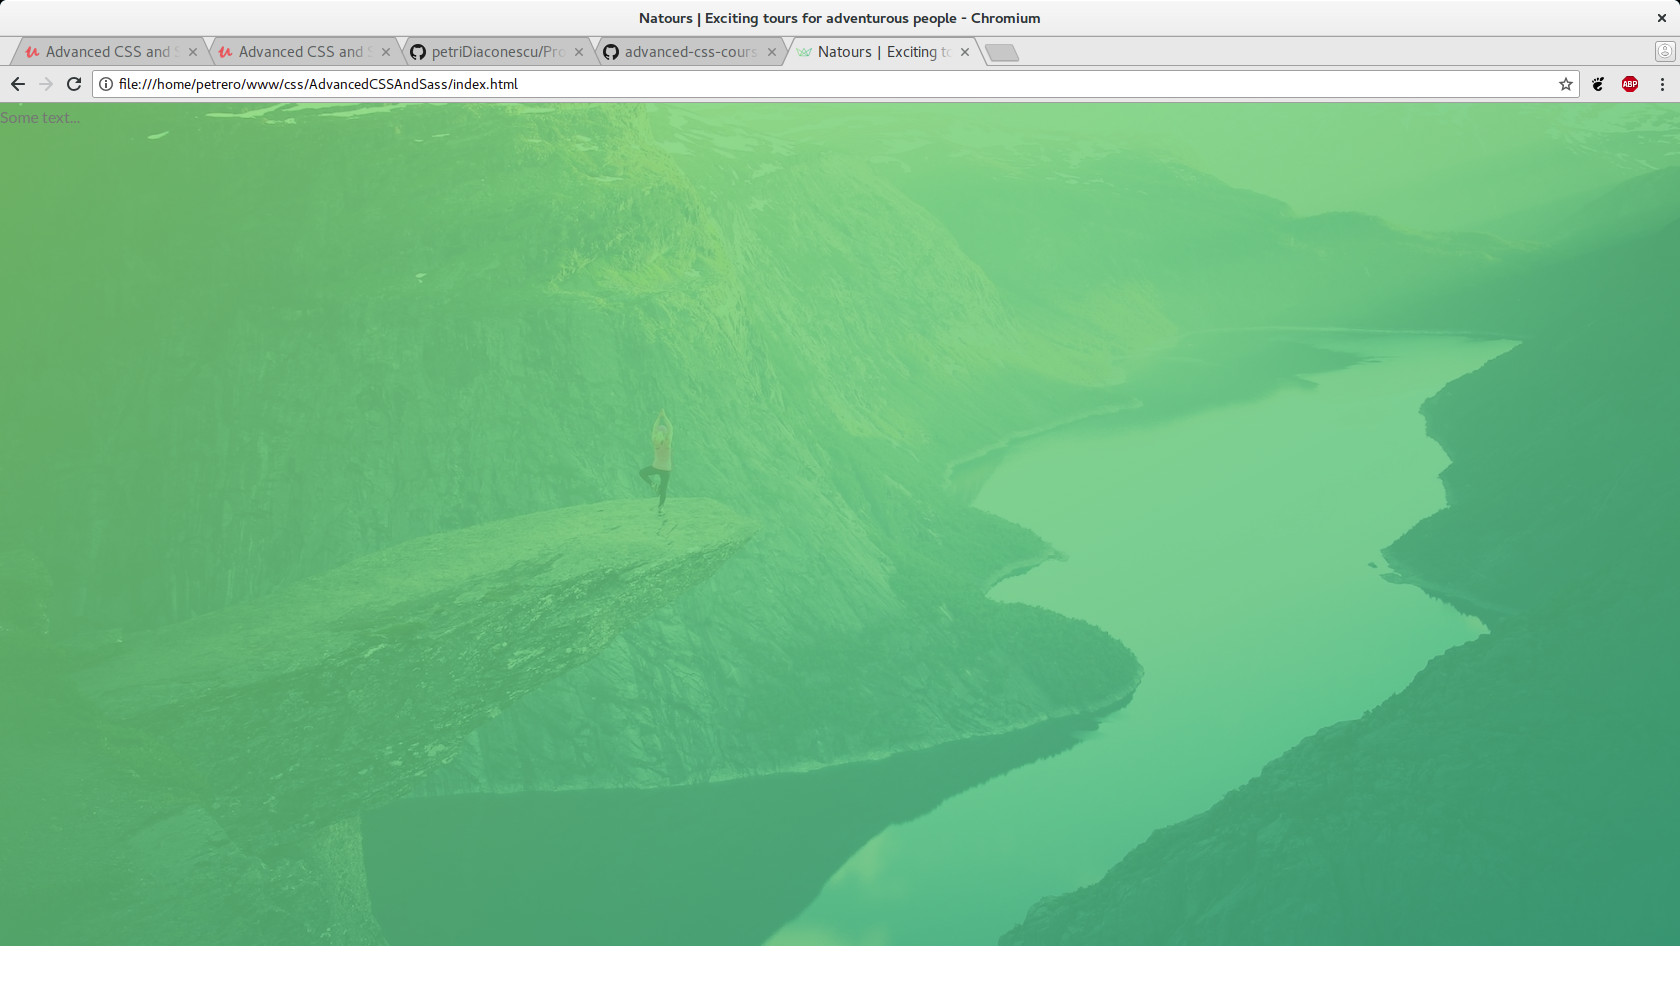 Natours | Exciting tours for adventurous people - Chromium
Advanced CSS and S
Advanced CSS and S
petriDiaconescu/Pro
advanced-css-cours
Natours | Exciting to
file:///home/petrero/www/css/AdvancedCSSAndSass/index.html
ABP
Some text...